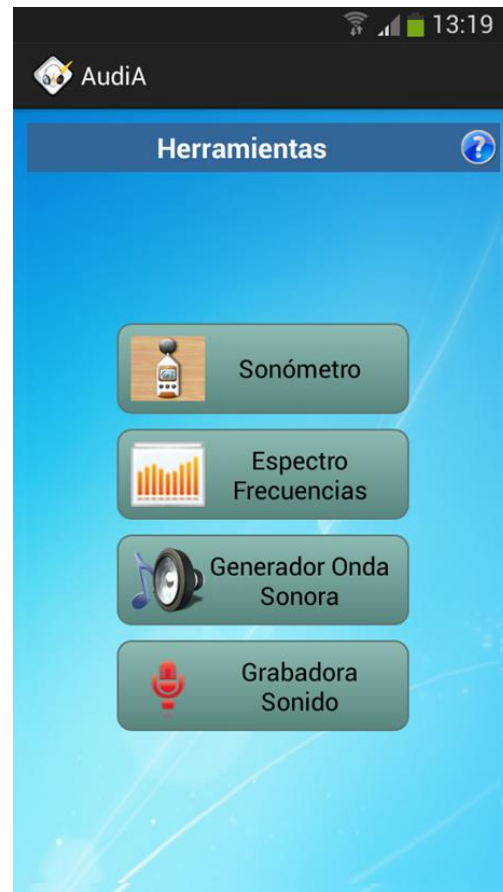 13:19
AudiA
Herramientas
?
Sonómetro
Espectro
Frecuencias
Generador Onda
Sonora
Grabadora
Sonido